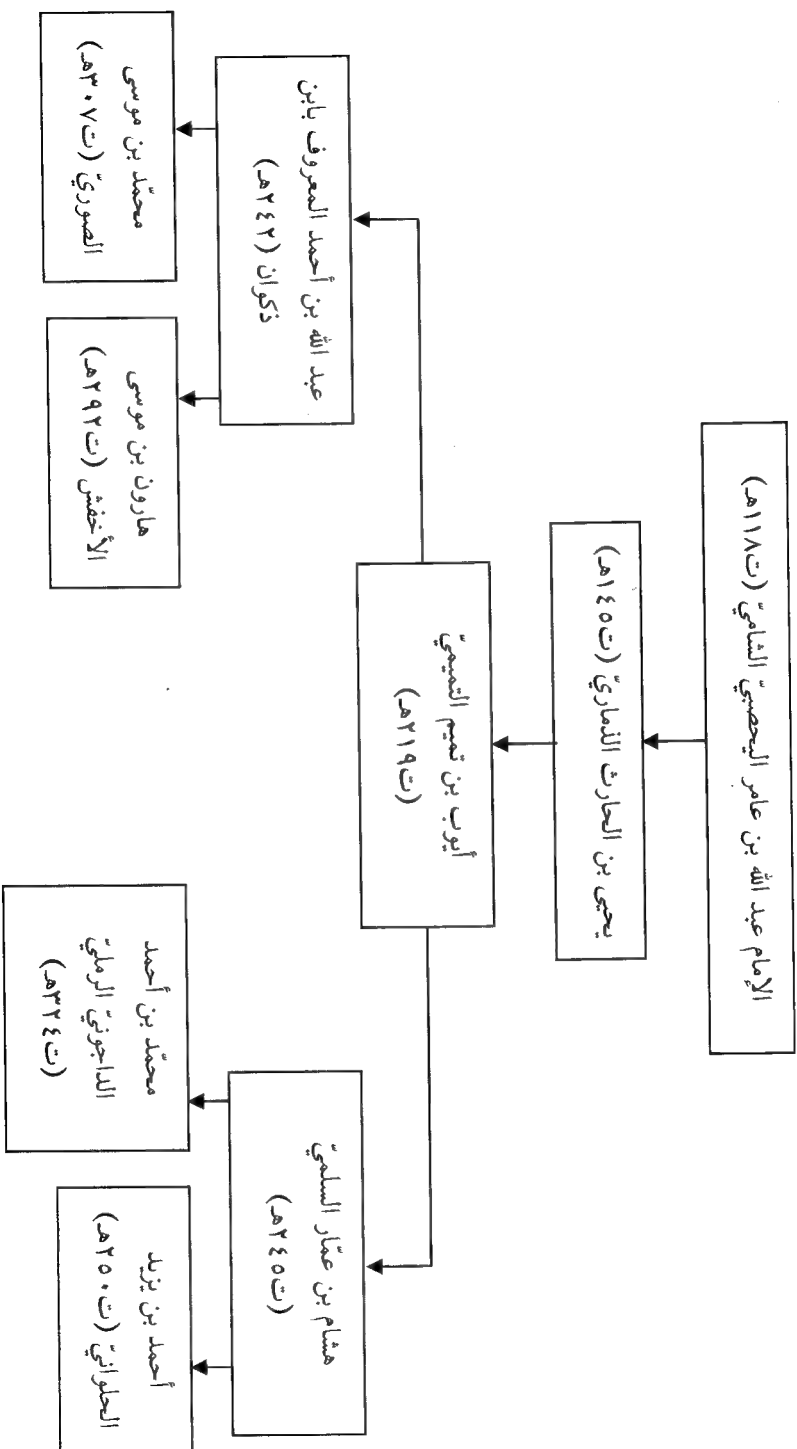 الإمام عبد الله بن عامر اليحصبيّ الشاميّ (ت١١٨هـ)
يحيى بن الحارث الذماريّ (ت١٤٥هـ)
أيوب بن تميم التميميّ
(ت٢١٩هـ)
هشام بن عمّار السلميّ
(ت٢٤٥هـ)
أحمد بن يزيد
الحلوانيّ (ت٢٥٠هـ)
محمّد بن أحمد
الداجونيّ الرمليّ
(ت٣٢٤هـ)
عبد الله بن أحمد المعروف بابن
ذكوان (٢٤٢هـ)
هارون بن موسى
الأخفش (ت٢٩٢هـ)
محمّد بن موسى
الصوريّ (ت٣٠٧هـ)